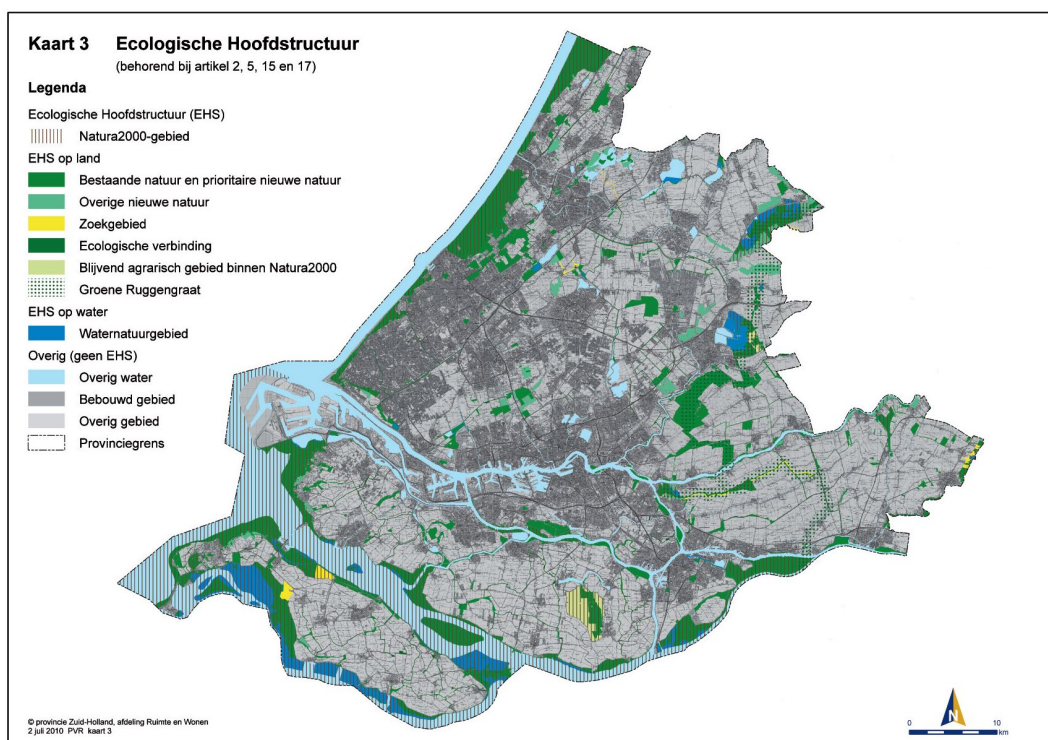 Kaart 3 Ecologische Hoofdstructuur
(behorend bij artikel 2, 5, 15 en 17)
Legenda
Ecologische Hoofdstructuur (EHS)
Natura2000-gebied
EHS op land
Bestaande natuur en prioritaire nieuwe natuur
Overige nieuwe natuur
Zoekgebied
Ecologische verbinding
Blijvend agrarisch gebied binnen Natura2000
Groene Ruggengraat
EHS op water
Waternatuurgebied
Overig (geen EHS)
Overig water
Bebouwd gebied
Overig gebied
Provinciegrens
© provincie Zuid-Holland, afdeling Ruimte en Wonen
2 juli 2010 PVR kaart 3
N
0 10
km